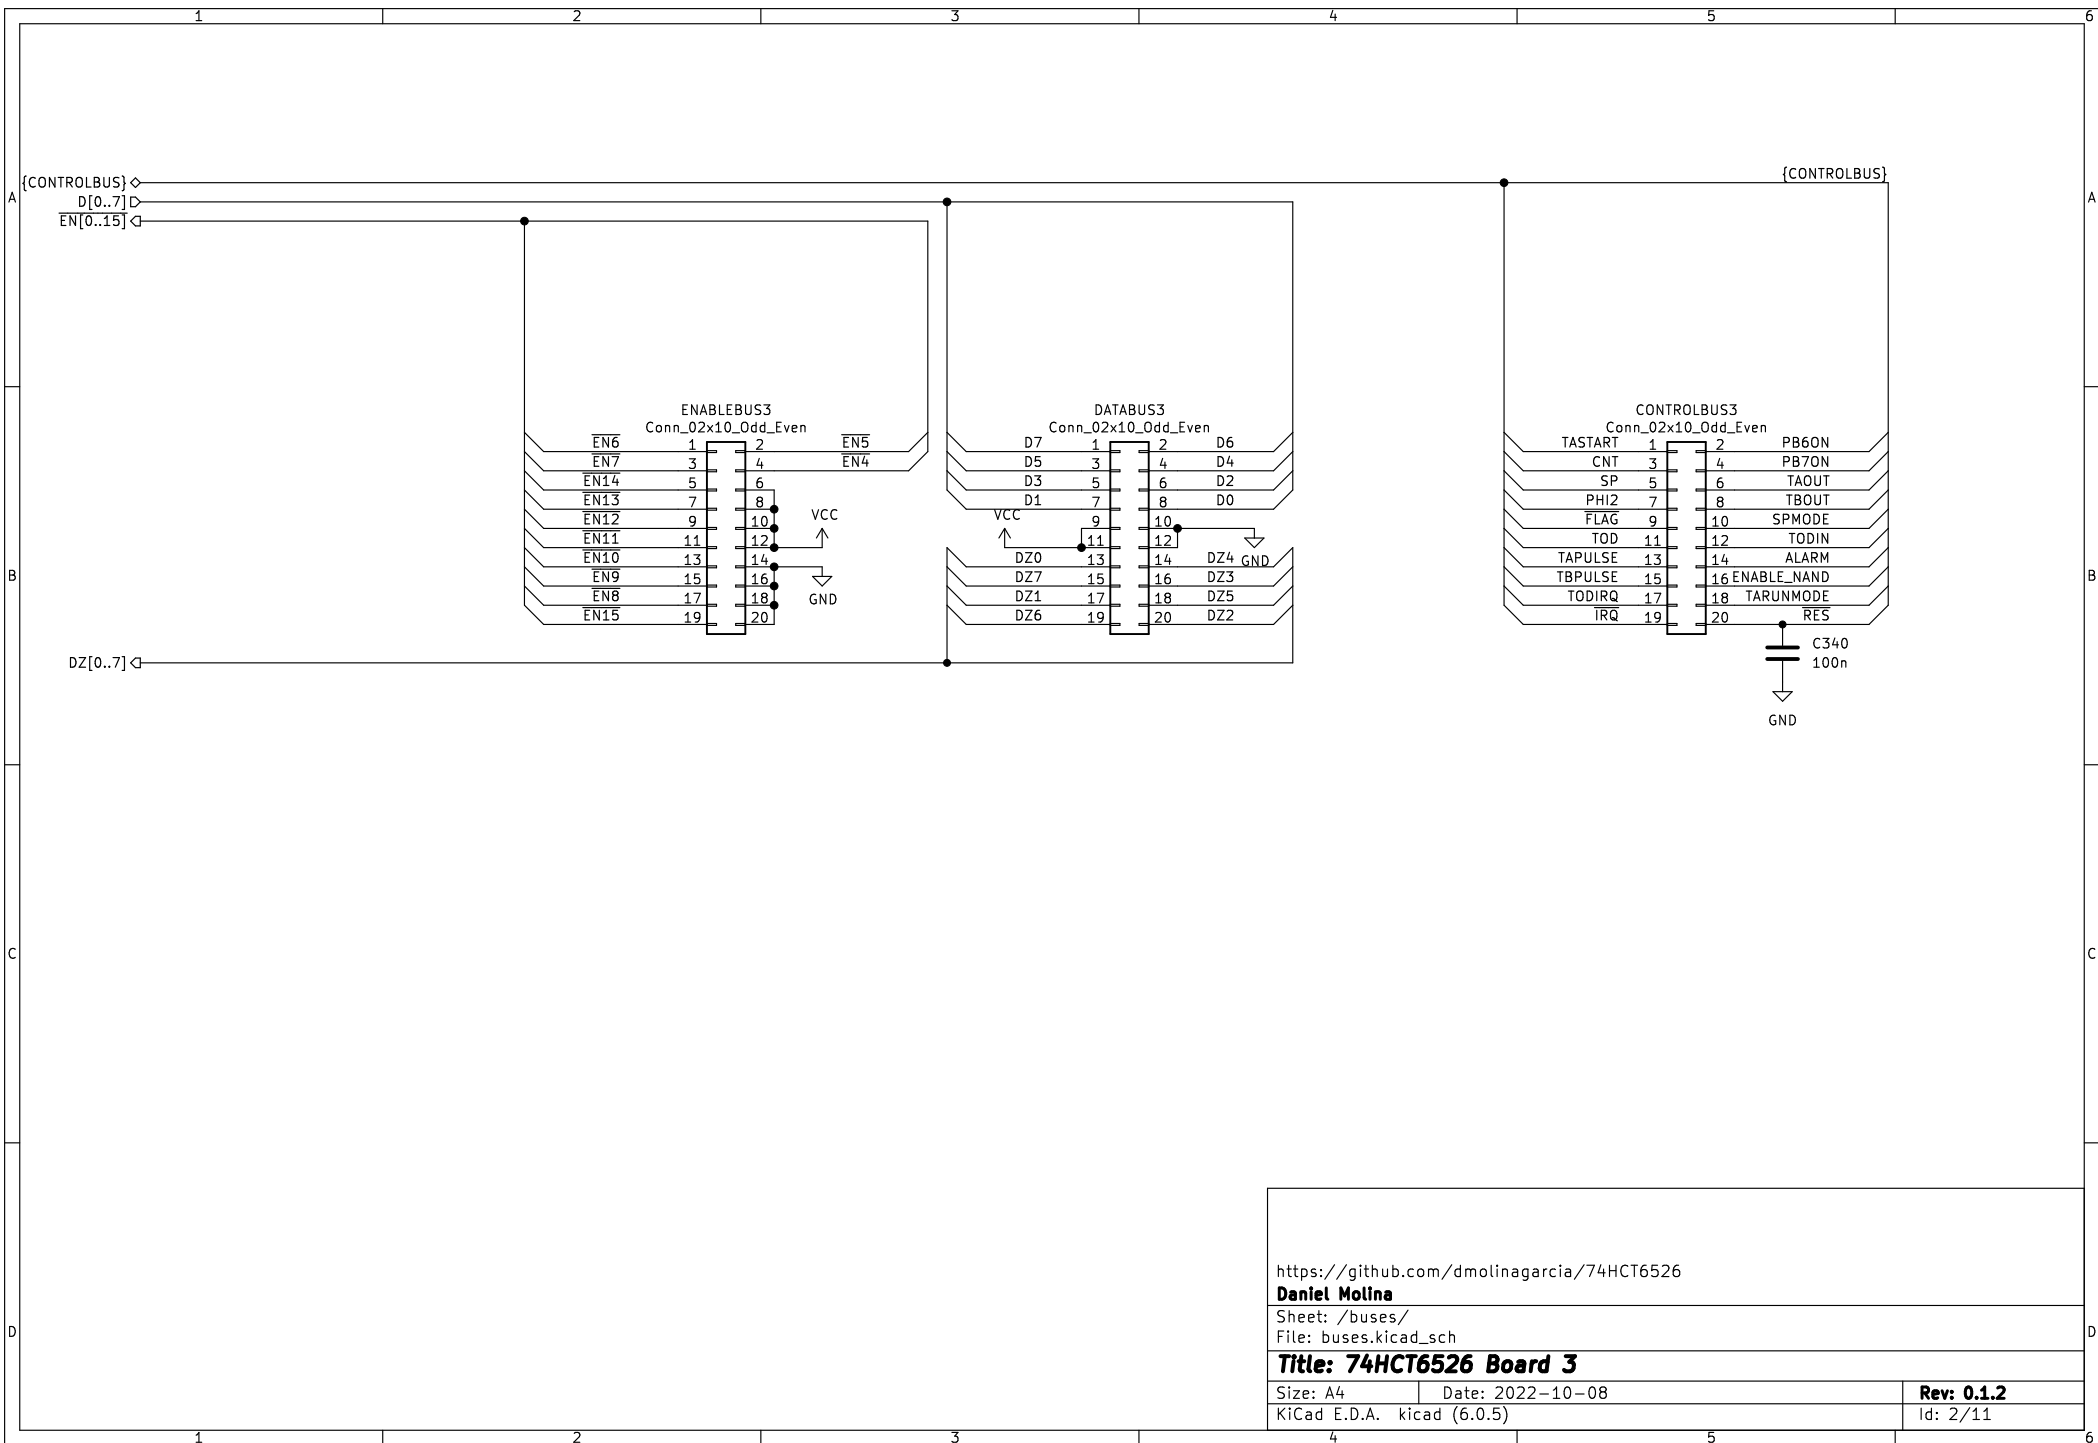 1 2 3 4 5 6
{CONTROLBUS}
{CONTROLBUS}
A A
D[0..7]
EN[0..15]
ENABLEBUS3
Conn_02x10_Odd_Even
EN6 1 2 EN5
EN7 3 4 EN4
EN14 5 6
EN13 7 8
EN12 9 10
EN11 11 12
EN10 13 14
EN9 15 16
EN8 17 18
EN15 19 20
VCC
GND
DATABUS3
Conn_02x10_Odd_Even
D7 1 2 D6
D5 3 4 D4
D3 5 6 D2
D1 7 8 D0
VCC 9 10
11 12
GND
DZ0 13 14 DZ4
DZ7 15 16 DZ3
DZ1 17 18 DZ5
DZ6 19 20 DZ2
CONTROLBUS3
Conn_02x10_Odd_Even
TASTART 1 2 PB6ON
CNT 3 4 PB7ON
SP 5 6 TAOUT
PHI2 7 8 TBOUT
FLAG 9 10 SPMODE
TOD 11 12 TODIN
TAPULSE 13 14 ALARM
TBPULSE 15 16 ENABLE_NAND
TODIRQ 17 18 TARUNMODE
IRQ 19 20 RES
C340
100n
GND
B B
DZ[0..7]
C C
D D
https://github.com/dmolinagarcia/74HCT6526
Daniel Molina
Sheet: /buses/
File: buses.kicad_sch
Title: 74HCT6526 Board 3
Size: A4 Date: 2022-10-08 Rev: 0.1.2
KiCad E.D.A. kicad (6.0.5) Id: 2/11
1 2 3 4 5 6